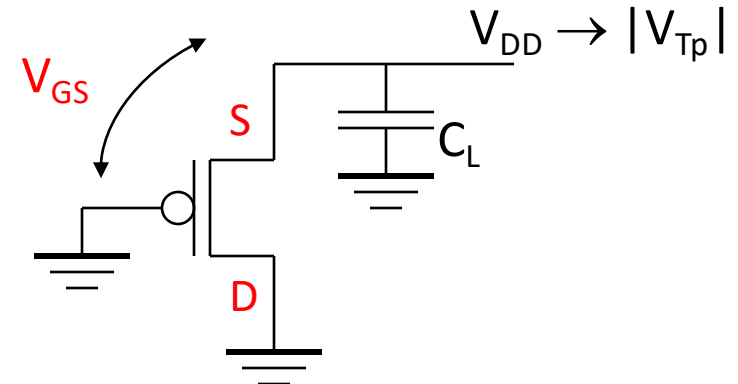 V_DD → |V_Tp|
V_GS
S
C_L
D